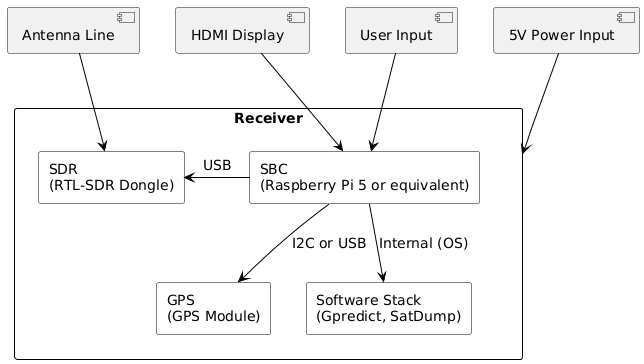 Antenna Line
HDMI Display
User Input
5V Power Input
Receiver
SDR
(RTL-SDR Dongle)
USB
SBC
(Raspberry Pi 5 or equivalent)
I2C or USB
Internal (OS)
GPS
(GPS Module)
Software Stack
(Gpredict, SatDump)